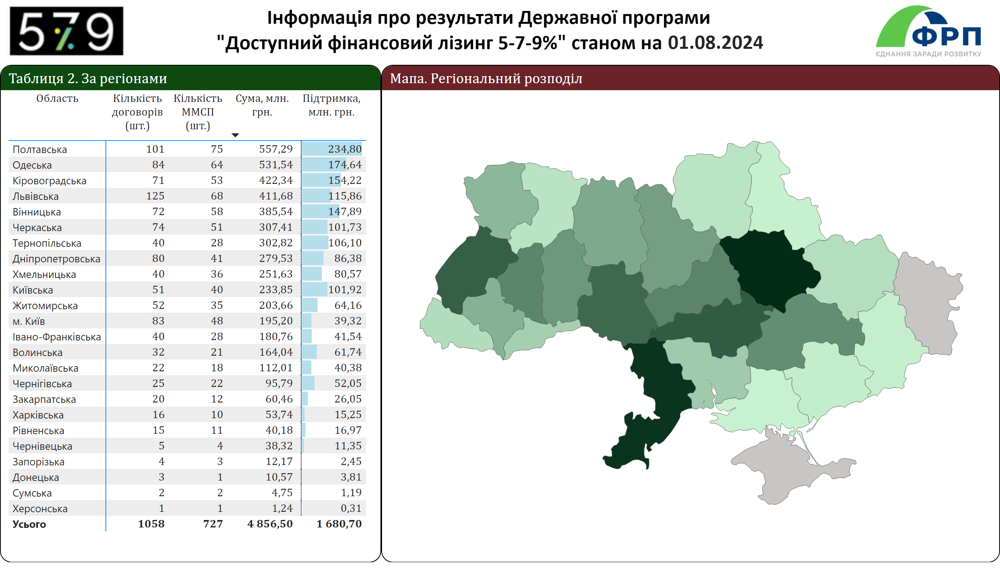 5 7 9
Інформація про результати Державної програми
"Доступний фінансовий лізинг 5-7-9%" станом на 01.08.2024
ФРП
ЄДНАННЯ ЗАРАДИ РОЗВИТКУ
Таблиця 2. За регіонами
Область Кількість договорів (шт.) Кількість ММСП (шт.) Сума, млн. грн. Підтримка, млн. грн.
Полтавська 101 75 557,29 234,80
Одеська 84 64 531,54 174,64
Кіровоградська 71 53 422,34 154,22
Львівська 125 68 411,68 115,86
Вінницька 72 58 385,54 147,89
Черкаська 74 51 307,41 101,73
Тернопільська 40 28 302,82 106,10
Дніпропетровська 80 41 279,53 86,38
Хмельницька 40 36 251,63 80,57
Київська 51 40 233,85 101,92
Житомирська 52 35 203,66 64,16
м. Київ 83 48 195,20 39,32
Івано-Франківська 40 28 180,76 41,54
Волинська 32 21 164,04 61,74
Миколаївська 22 18 112,01 40,38
Чернігівська 25 22 95,79 52,05
Закарпатська 20 12 60,46 26,05
Харківська 16 10 53,74 15,25
Рівненська 15 11 40,18 16,97
Чернівецька 5 4 38,32 11,35
Запорізька 4 3 12,17 2,45
Донецька 3 1 10,57 3,81
Сумська 2 2 4,75 1,19
Херсонська 1 1 1,24 0,31
Усього 1058 727 4 856,50 1 680,70
Мапа. Регіональний розподіл